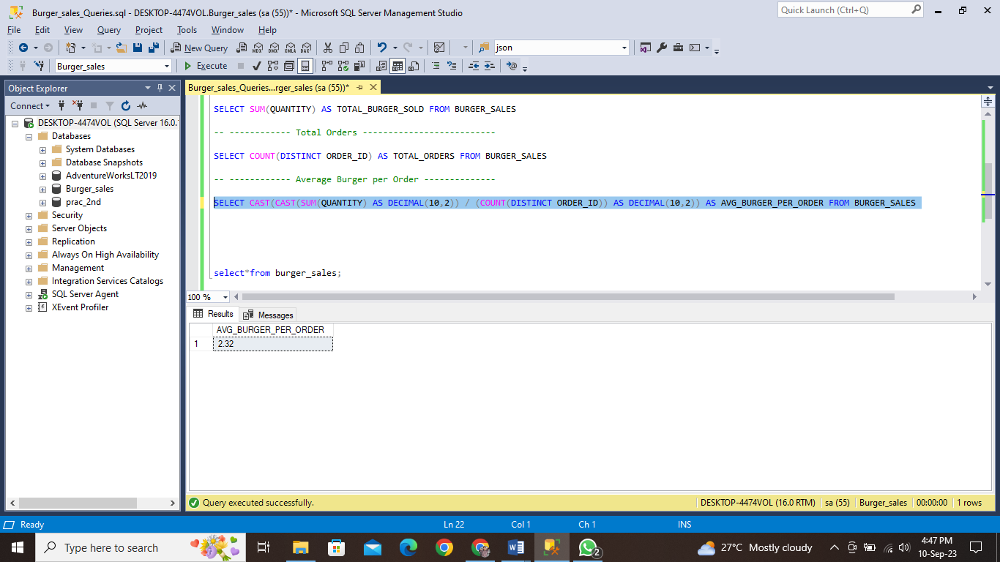 Burger_sales_Queries.sql - DESKTOP-4474VOL.Burger_sales (sa (55))* - Microsoft SQL Server Management Studio
Quick Launch (Ctrl+Q)
File Edit View Query Project Tools Window Help
New Query
MDX DMX XMLA DAX
json
Burger_sales
Execute
Object Explorer
Burger_sales_Queries...rger_sales (sa (55))*
Connect
DESKTOP-4474VOL (SQL Server 16.0.
Databases
System Databases
Database Snapshots
AdventureWorksLT2019
Burger_sales
prac_2nd
Security
Server Objects
Replication
Always On High Availability
Management
Integration Services Catalogs
SQL Server Agent
XEvent Profiler
SELECT SUM(QUANTITY) AS TOTAL_BURGER_SOLD FROM BURGER_SALES
-- ------------ Total Orders --------------------------
SELECT COUNT(DISTINCT ORDER_ID) AS TOTAL_ORDERS FROM BURGER_SALES
-- ------------ Average Burger per Order --------------
SELECT CAST(CAST(SUM(QUANTITY) AS DECIMAL(10,2)) / (COUNT(DISTINCT ORDER_ID)) AS DECIMAL(10,2)) AS AVG_BURGER_PER_ORDER FROM BURGER_SALES
select*from burger_sales;
100 %
Results Messages
AVG_BURGER_PER_ORDER
1 2.32
Query executed successfully.
DESKTOP-4474VOL (16.0 RTM) sa (55) Burger_sales 00:00:00 1 rows
Ready Ln 22 Col 1 Ch 1 INS
Type here to search
2
27°C Mostly cloudy
4:47 PM
10-Sep-23